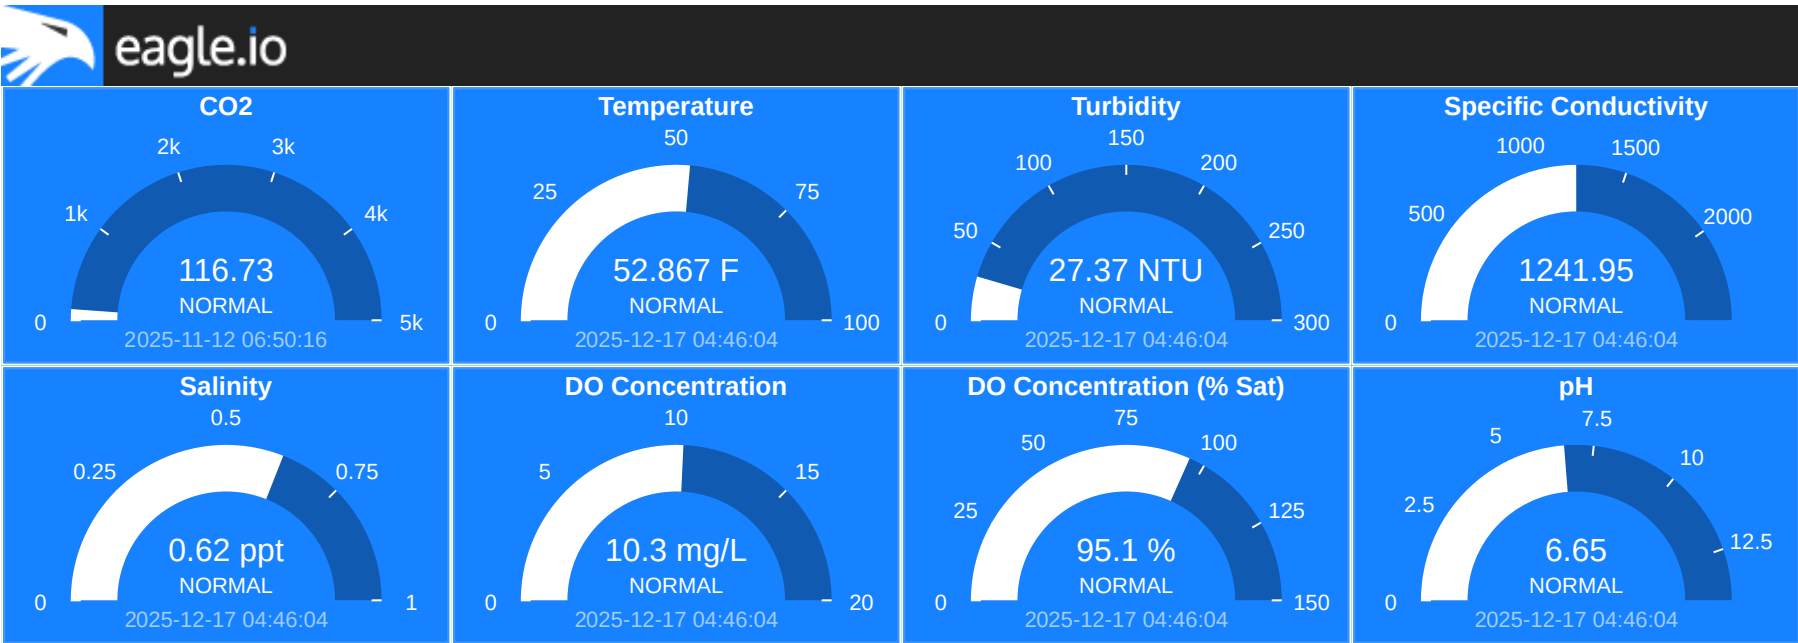 eagle.io
CO2
2k 3k
1k 4k
116.73
NORMAL
0 5k
2025-11-12 06:50:16
Temperature
50
25 75
52.867 F
NORMAL
0 100
2025-12-17 04:46:04
Turbidity
150
100 200
50 250
27.37 NTU
NORMAL
0 300
2025-12-17 04:46:04
Specific Conductivity
1000 1500
500 2000
1241.95
NORMAL
0
2025-12-17 04:46:04
Salinity
0.5
0.25 0.75
0.62 ppt
NORMAL
0 1
2025-12-17 04:46:04
DO Concentration
10
5 15
10.3 mg/L
NORMAL
0 20
2025-12-17 04:46:04
DO Concentration (% Sat)
75
50 100
25 125
95.1 %
NORMAL
0 150
2025-12-17 04:46:04
pH
7.5
5 10
2.5 12.5
6.65
NORMAL
0
2025-12-17 04:46:04